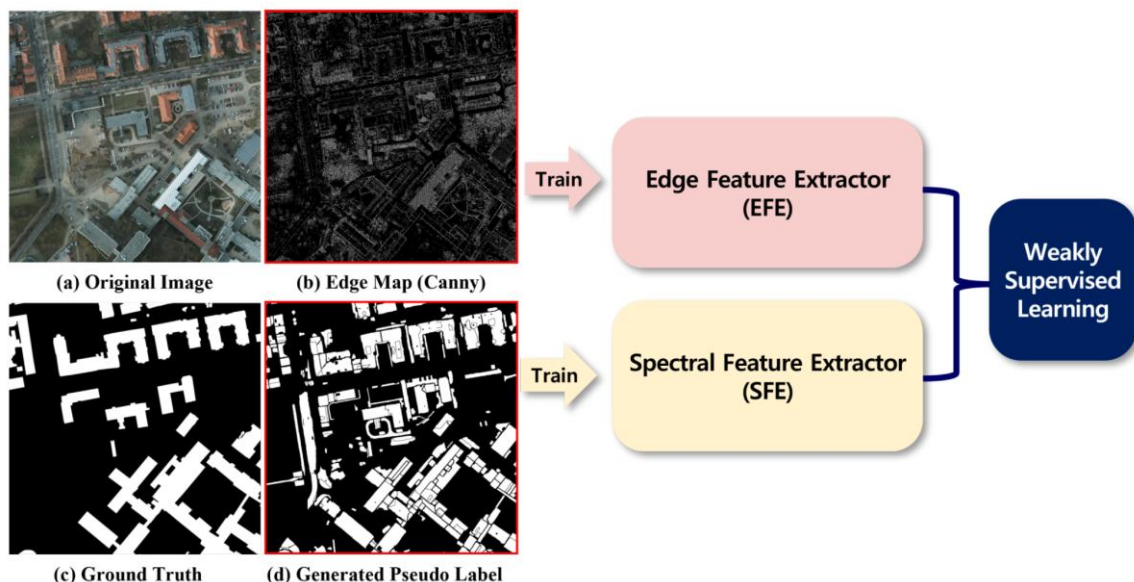 (a) Original Image
(b) Edge Map (Canny)
Train
Edge Feature Extractor
(EFE)
(c) Ground Truth
(d) Generated Pseudo Label
Train
Spectral Feature Extractor
(SFE)
Weakly
Supervised
Learning